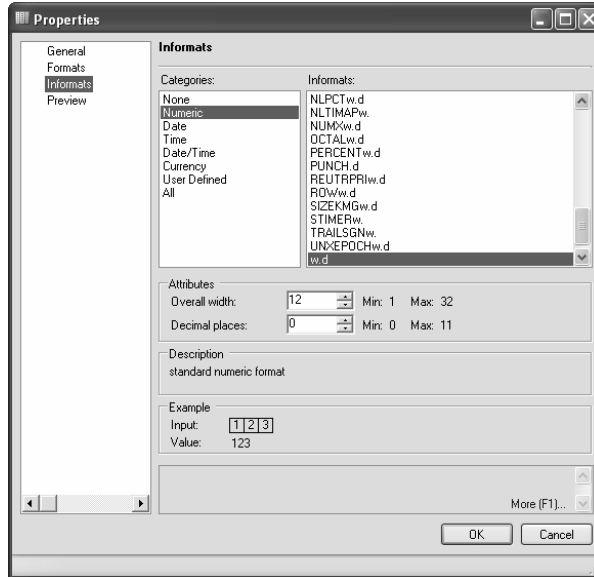 Properties
General
Formats
Informats
Preview
Informats
Categories:
None
Numeric
Date
Time
Date/Time
Currency
User Defined
All
Informats:
NLPCTw.d
NLTIMAPw.
NUMXw.d
OCTALw.d
PERCENTw.d
PUNCH.d
REUTRPRIw.d
ROWw.d
SIZEKMGw.d
STIMERw.
TRAILSGNw.
UNXEPOCHw.d
w.d
Attributes
Overall width: 12 Min: 1 Max: 32
Decimal places: 0 Min: 0 Max: 11
Description
standard numeric format
Example
Input: 1 2 3
Value: 123
More (F1)...
OK Cancel